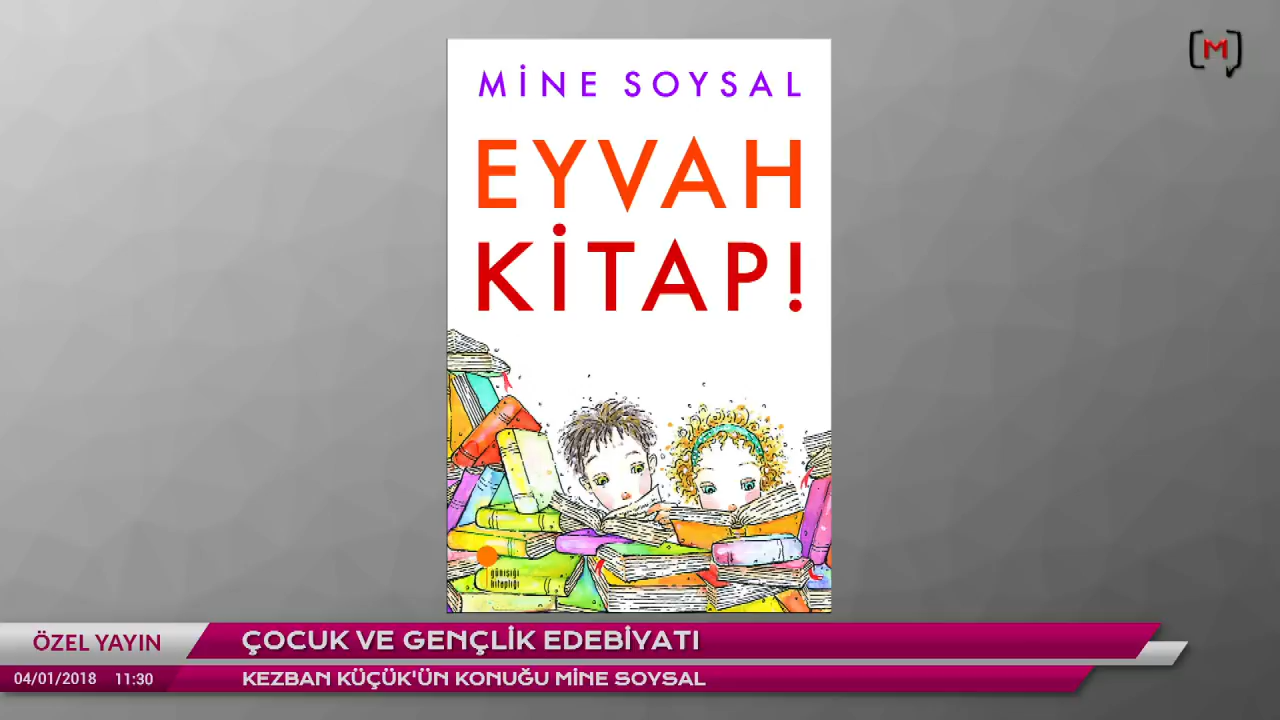 [M]
MİNE SOYSAL
EYVAH
KİTAP!
günışığı
kitaplığı
ÖZEL YAYIN
ÇOCUK VE GENÇLİK EDEBİYATI
04/01/2018 11:30
KEZBAN KÜÇÜK'ÜN KONUĞU MİNE SOYSAL